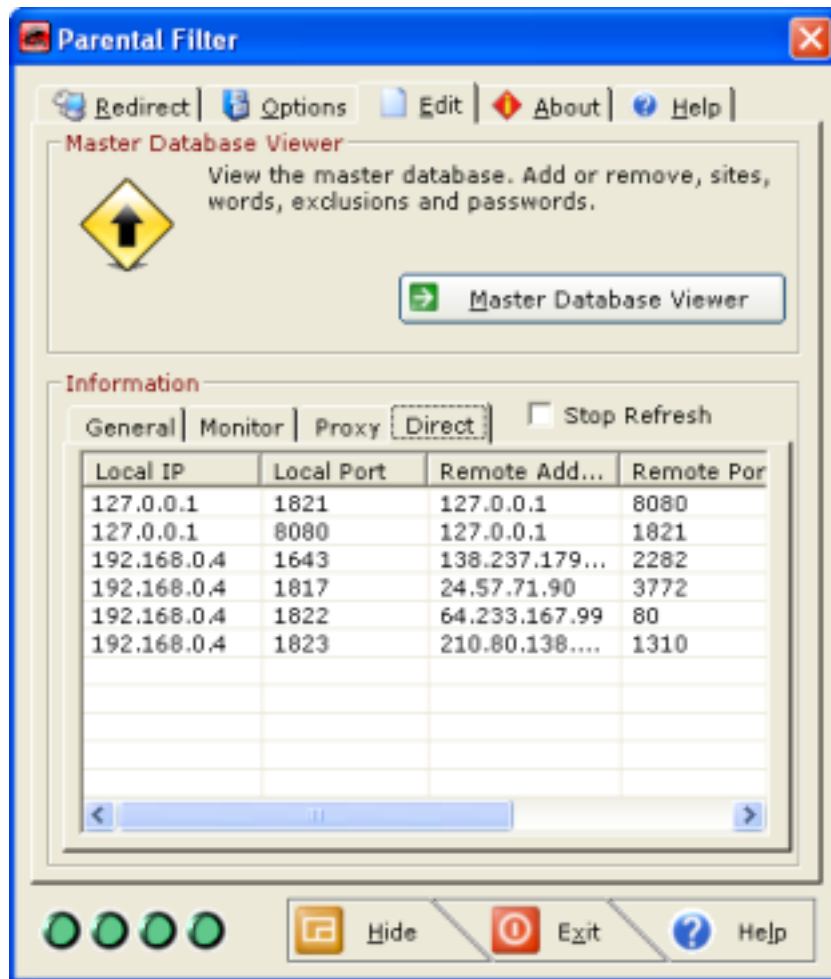 Parental Filter
Redirect Options Edit About Help
Master Database Viewer
View the master database. Add or remove, sites,
words, exclusions and passwords.
Master Database Viewer
Information
General Monitor Proxy Direct Stop Refresh
Local IP Local Port Remote Add... Remote Por
127.0.0.1 1821 127.0.0.1 8080
127.0.0.1 8080 127.0.0.1 1821
192.168.0.4 1643 138.237.179... 2282
192.168.0.4 1817 24.57.71.90 3772
192.168.0.4 1822 64.233.167.99 80
192.168.0.4 1823 210.80.138.... 1310
Hide Exit Help